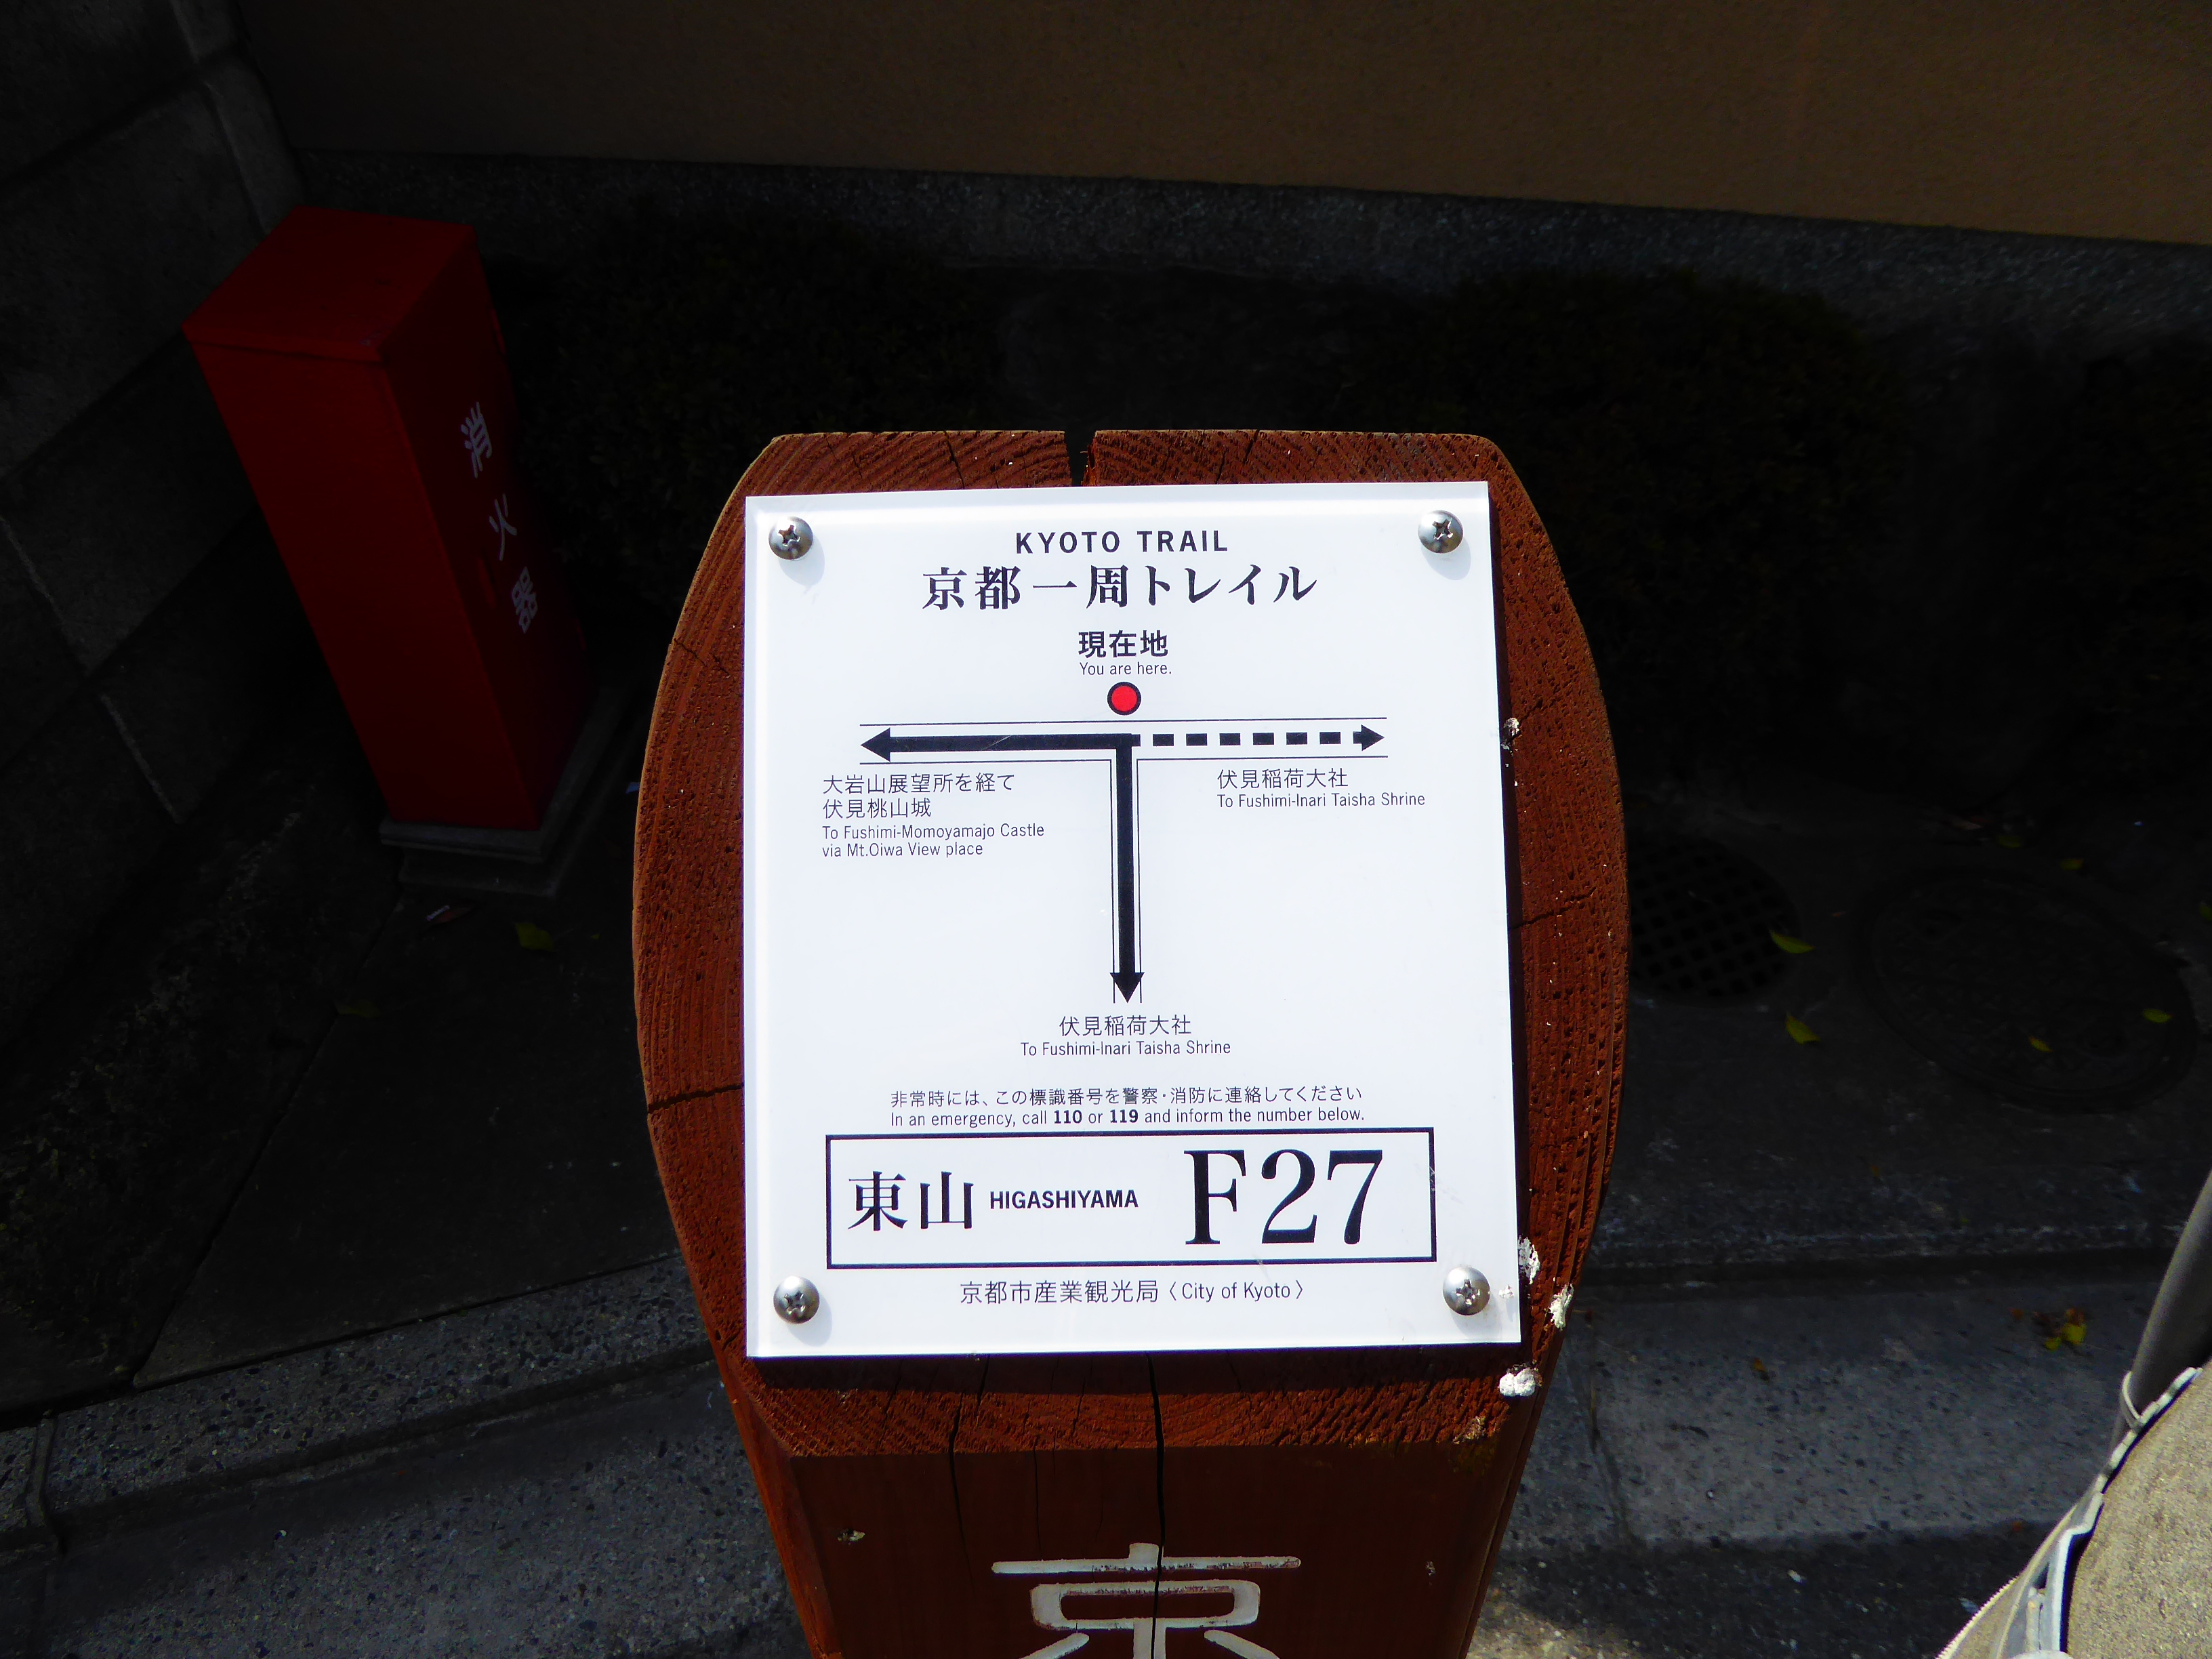 消火器
KYOTO TRAIL
京都一周トレイル
現在地
You are here.
大岩山展望所を経て
伏見桃山城
To Fushimi-Momoyamajo Castle
via Mt.Oiwa View place
伏見稲荷大社
To Fushimi-Inari Taisha Shrine
伏見稲荷大社
To Fushimi-Inari Taisha Shrine
非常時には、この標識番号を警察・消防に連絡してください
In an emergency, call 110 or 119 and inform the number below.
東山 HIGASHIYAMA F27
京都市産業観光局〈City of Kyoto〉
京